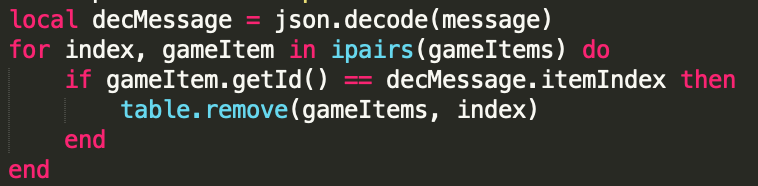 local decMessage = json.decode(message)
for index, gameItem in ipairs(gameItems) do
    if gameItem.getId() == decMessage.itemIndex then
        table.remove(gameItems, index)
    end
end